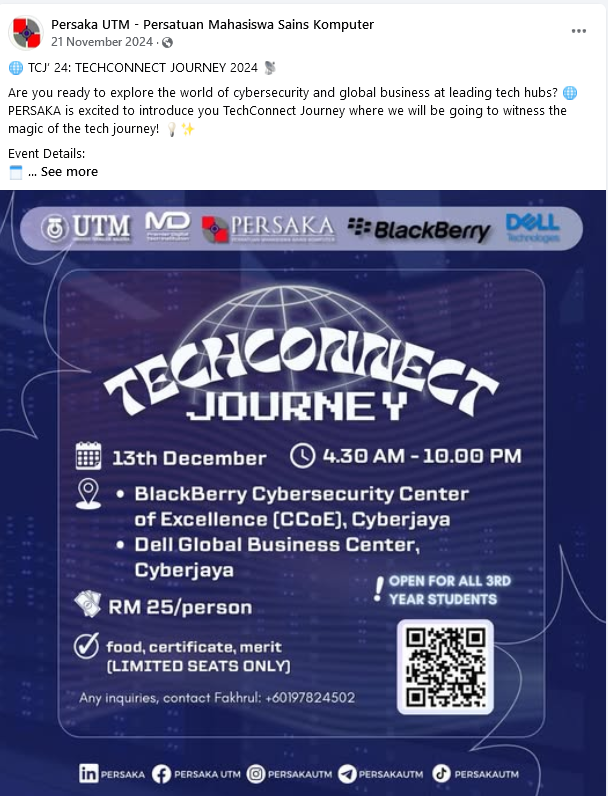 Persaka UTM - Persatuan Mahasiswa Sains Komputer
21 November 2024 ·
🌐 TCJ’ 24: TECHCONNECT JOURNEY 2024 📡
Are you ready to explore the world of cybersecurity and global business at leading tech hubs? 🌐
PERSAKA is excited to introduce you TechConnect Journey where we will be going to witness the
magic of the tech journey! 💡✨
Event Details:
🗓️ ... See more
UTM
MD
PERSAKA
BlackBerry
DELL
Technologies
TECHCONNECT
JOURNEY
13th December
4.30 AM - 10.00 PM
• BlackBerry Cybersecurity Center
of Excellence (CCoE), Cyberjaya
• Dell Global Business Center,
Cyberjaya
! OPEN FOR ALL 3RD
YEAR STUDENTS
RM 25/person
food, certificate, merit
(LIMITED SEATS ONLY)
Any inquiries, contact Fakhrul: +60197824502
in PERSAKA
PERSAKA UTM
PERSAKAUTM
PERSAKAUTM
PERSAKAUTM